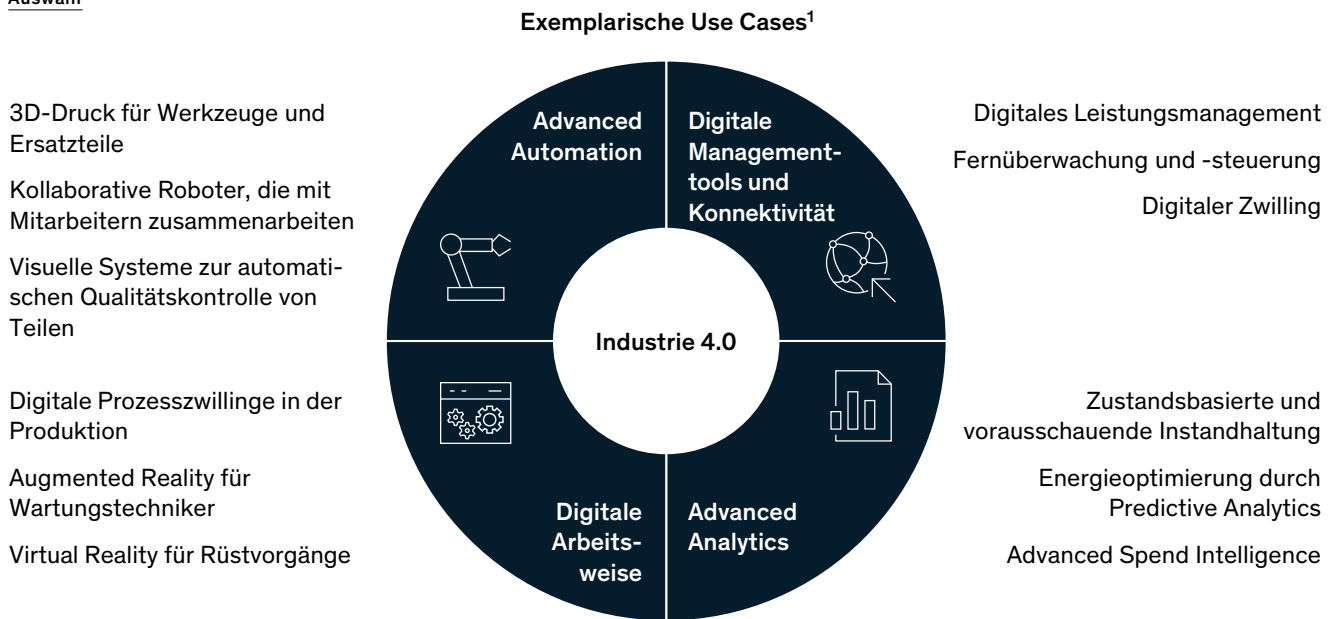 Auswahl
Exemplarische Use Cases¹
3D-Druck für Werkzeuge und
Ersatzteile
Kollaborative Roboter, die mit
Mitarbeitern zusammenarbeiten
Visuelle Systeme zur automati-
schen Qualitätskontrolle von
Teilen
Advanced
Automation
Digitale
Management-
tools und
Konnektivität
Digitales Leistungsmanagement
Fernüberwachung und -steuerung
Digitaler Zwilling
Industrie 4.0
Digitale Prozesszwillinge in der
Produktion
Augmented Reality für
Wartungstechniker
Virtual Reality für Rüstvorgänge
Digitale
Arbeits-
weise
Advanced
Analytics
Zustandsbasierte und
vorausschauende Instandhaltung
Energieoptimierung durch
Predictive Analytics
Advanced Spend Intelligence